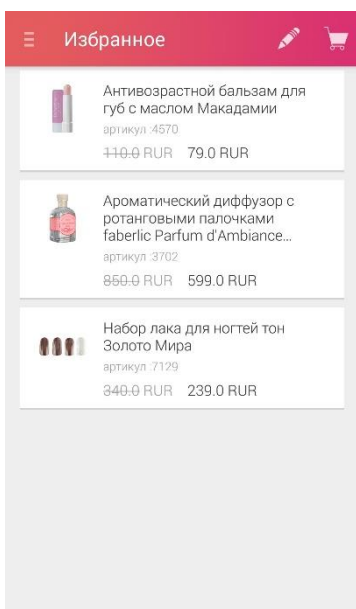 Избранное
Антивозрастной бальзам для
губ с маслом Макадамии
артикул :4570
110.0 RUR 79.0 RUR
Ароматический диффузор с
ротанговыми палочками
faberlic Parfum d'Ambiance...
артикул :3702
850.0 RUR 599.0 RUR
Набор лака для ногтей тон
Золото Мира
артикул :7129
340.0 RUR 239.0 RUR